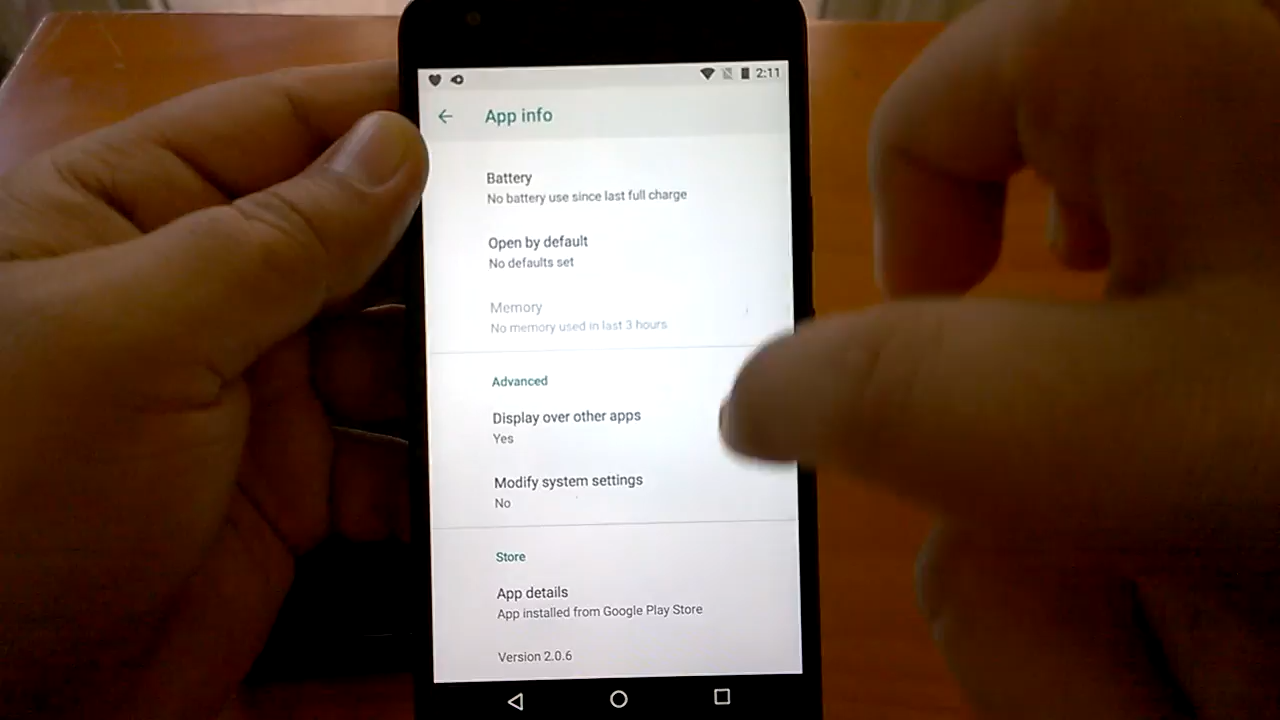 2:11
App info
Battery
No battery use since last full charge
Open by default
No defaults set
Memory
No memory used in last 3 hours
Advanced
Display over other apps
Yes
Modify system settings
No
Store
App details
App installed from Google Play Store
Version 2.0.6